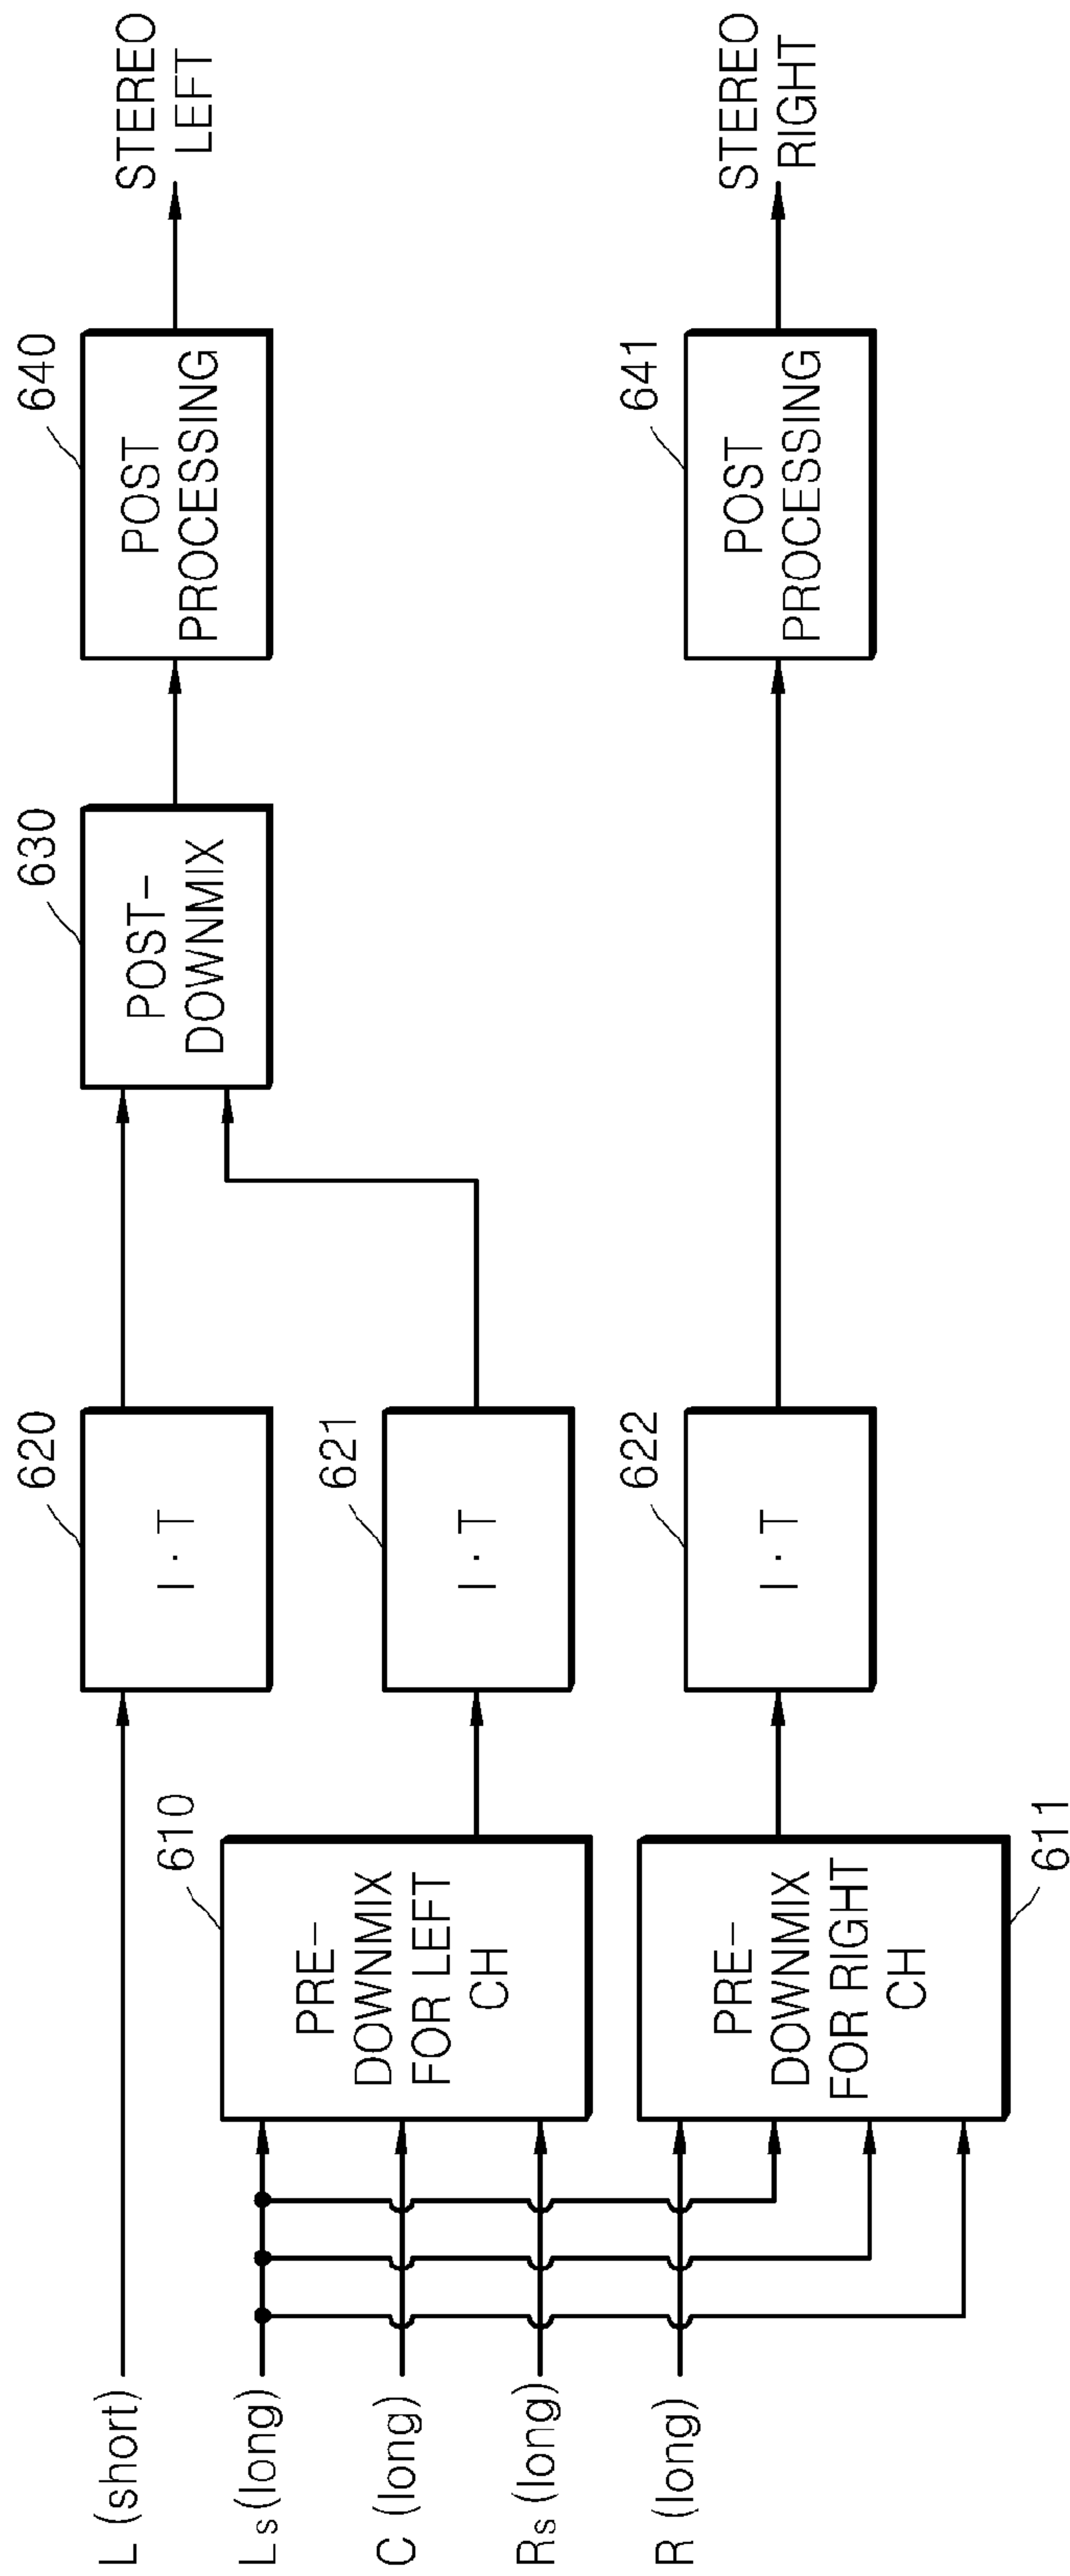 L (short)
Ls (long)
C (long)
Rs (long)
R (long)
610
PRE-
DOWNMIX
FOR LEFT
CH
PRE-
DOWNMIX
FOR RIGHT
CH
611
620
I · T
621
I · T
622
I · T
630
POST-
DOWNMIX
640
POST
PROCESSING
641
POST
PROCESSING
STEREO
LEFT
STEREO
RIGHT